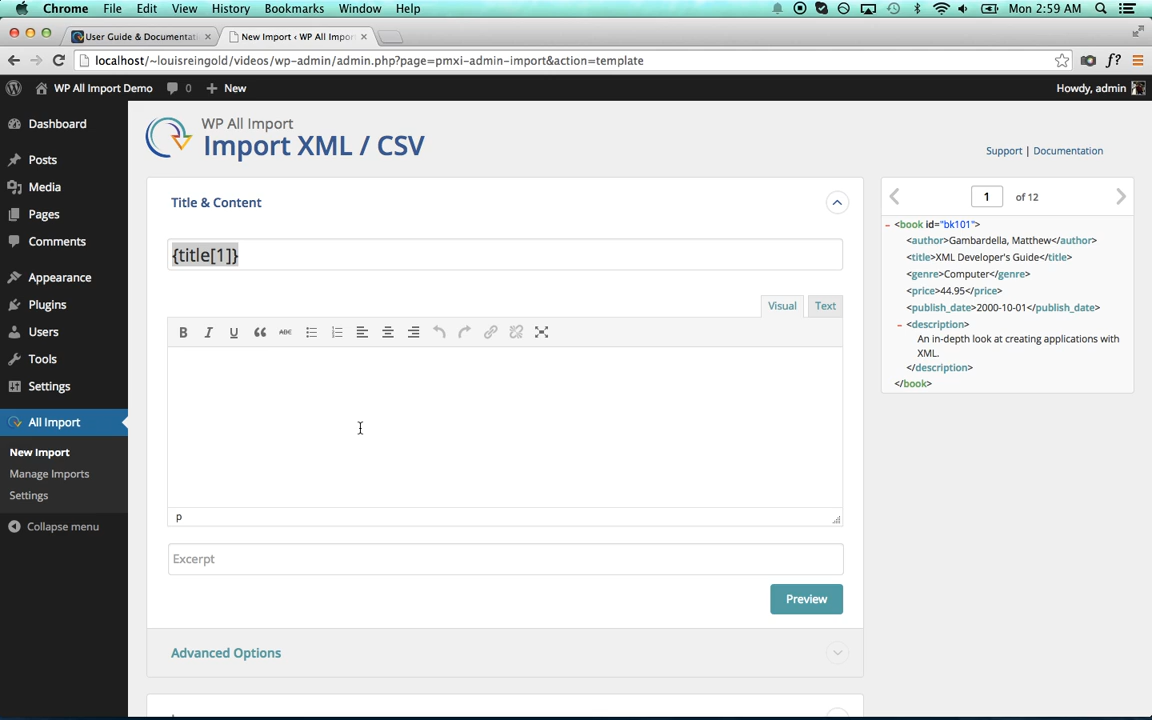 Chrome File Edit View History Bookmarks Window Help Mon 2:59 AM
User Guide & Documentati × New Import ‹ WP All Impor ×
localhost/~louisreingold/videos/wp-admin/admin.php?page=pmxi-admin-import&action=template f?
WP All Import Demo 0 + New Howdy, admin
Dashboard
Posts
Media
Pages
Comments
Appearance
Plugins
Users
Tools
Settings
All Import
New Import
Manage Imports
Settings
Collapse menu
WP All Import
Import XML / CSV
Support | Documentation
Title & Content
{title[1]}
Visual Text
B I U ABC
p
Excerpt
Preview
Advanced Options
1 of 12
- <book id="bk101">
<author>Gambardella, Matthew</author>
<title>XML Developer's Guide</title>
<genre>Computer</genre>
<price>44.95</price>
<publish_date>2000-10-01</publish_date>
- <description>
An in-depth look at creating applications with
XML.
</description>
</book>